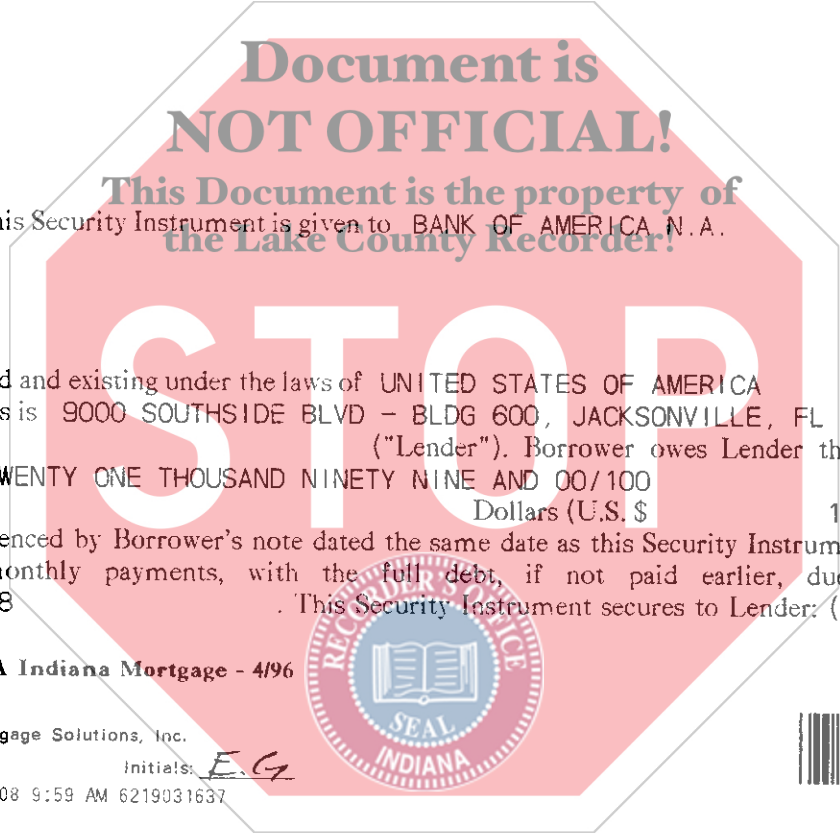 Document is
NOT OFFICIAL!
This Document is the property of
the Lake County Recorder!
his Security Instrument is given to BANK OF AMERICA N.A.
STOP
d and existing under the laws of UNITED STATES OF AMERICA
s is 9000 SOUTHSIDE BLVD - BLDG 600, JACKSONVILLE, FL
("Lender"). Borrower owes Lender th
WENTY ONE THOUSAND NINETY NINE AND 00/100
Dollars (U.S. $ 1
enced by Borrower's note dated the same date as this Security Instrum
onthly payments, with the full debt, if not paid earlier, due
8 . This Security Instrument secures to Lender: (
RECORDER'S OFFICE
SEAL
INDIANA
A Indiana Mortgage - 4/96
gage Solutions, Inc.
Initials: E.G
08 9:59 AM 6219031637